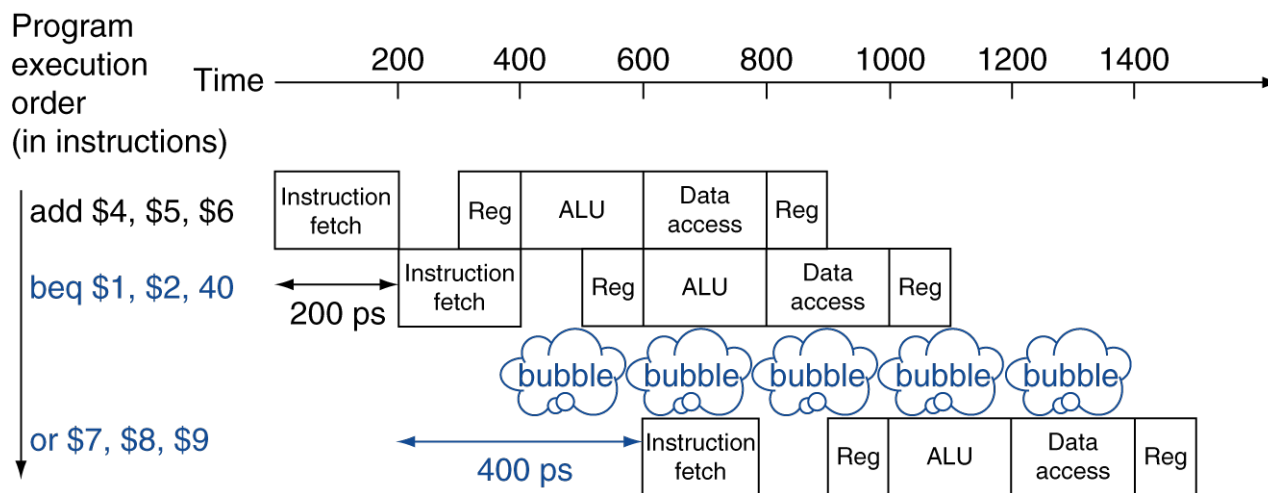 Program
execution
order
(in instructions)
Time
200 400 600 800 1000 1200 1400
add $4, $5, $6
Instruction
fetch
Reg
ALU
Data
access
Reg
beq $1, $2, 40
200 ps
Instruction
fetch
Reg
ALU
Data
access
Reg
bubble bubble bubble bubble bubble
or $7, $8, $9
400 ps
Instruction
fetch
Reg
ALU
Data
access
Reg